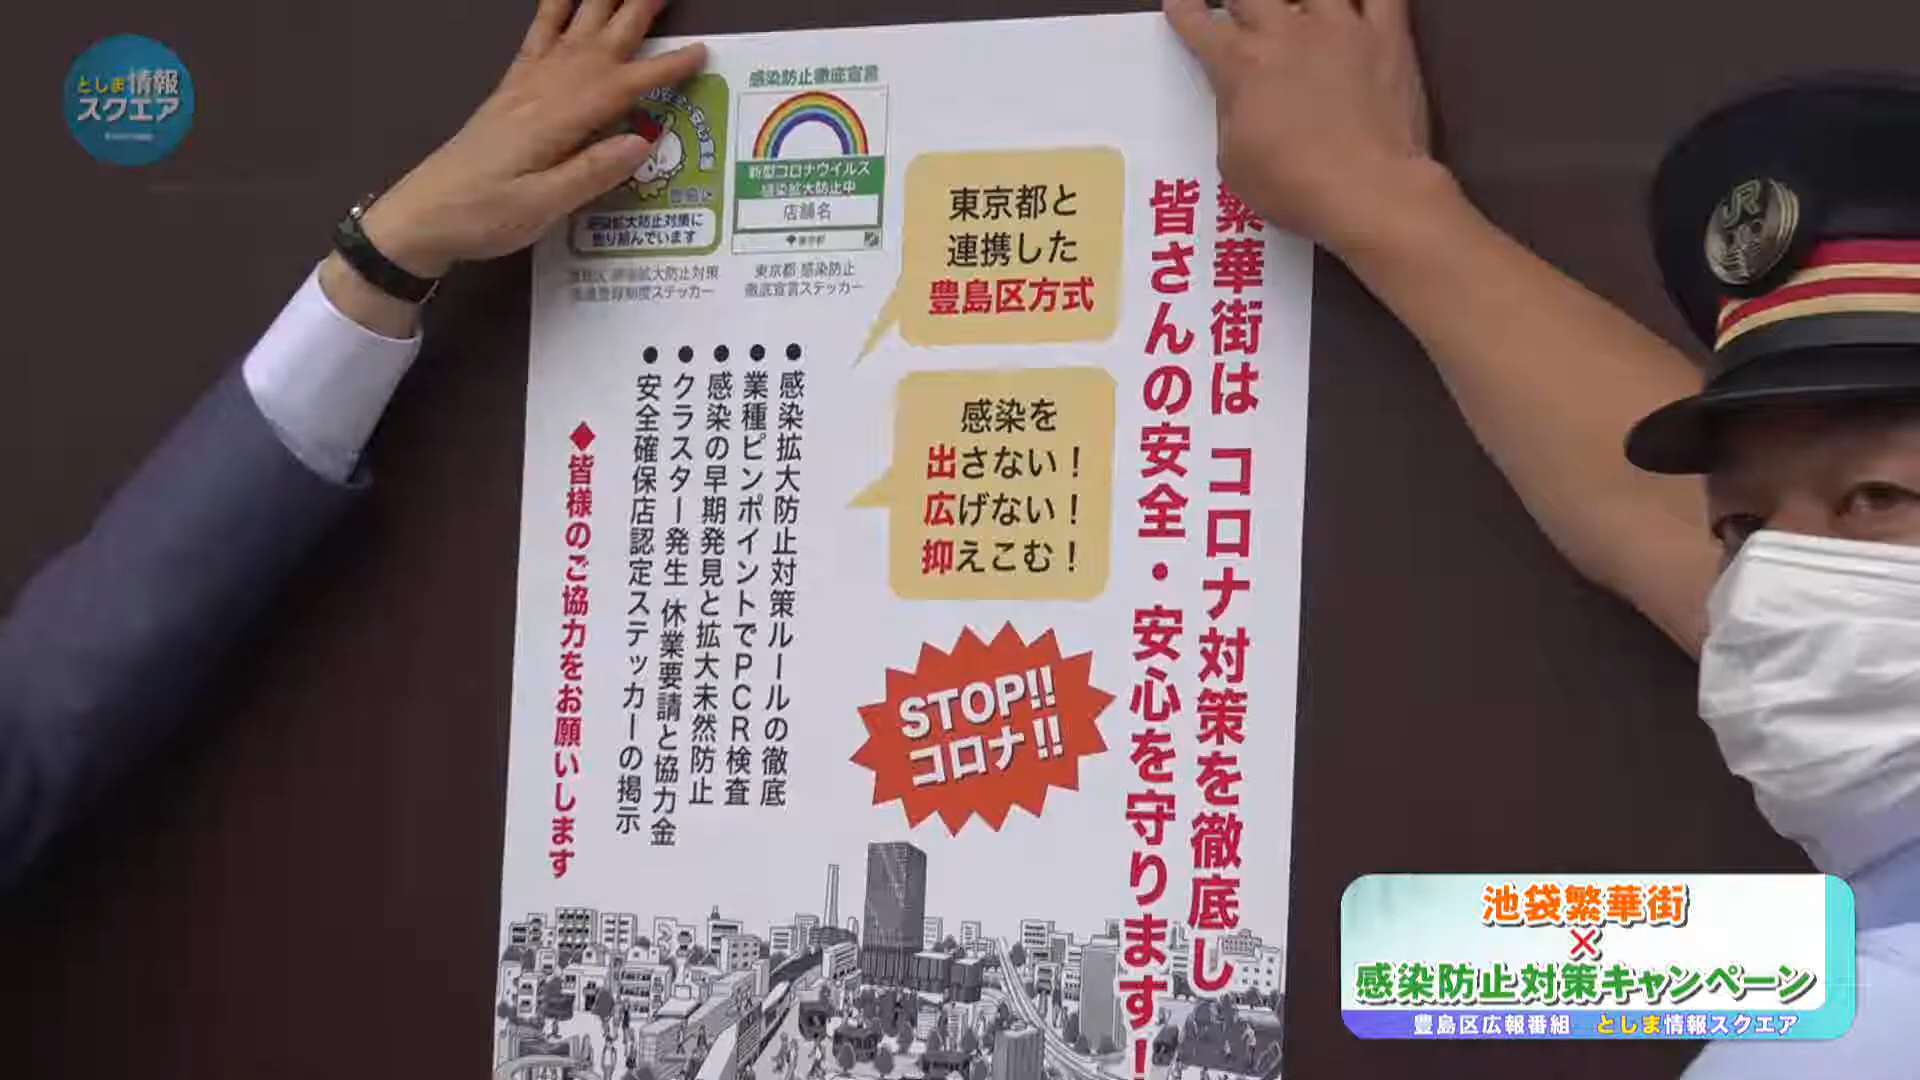 としま情報
スクエア
感染防止徹底宣言
新型コロナウイルス
感染拡大防止中
店舗名
東京都
豊島区
感染拡大防止対策に
取り組んでいます
東京都 感染防止
徹底宣言ステッカー
繁華街は コロナ対策を徹底し
皆さんの安全・安心を守ります!
東京都と
連携した
豊島区方式
感染を
出さない!
広げない!
抑えこむ!
STOP!!
コロナ!!
●感染拡大防止対策ルールの徹底
●業種ピンポイントでPCR検査
●感染の早期発見と拡大未然防止
●クラスター発生 休業要請と協力金
●安全確保店認定ステッカーの掲示
◆皆様のご協力をお願いします
JR
池袋繁華街
×
感染防止対策キャンペーン
豊島区広報番組 としま情報スクエア